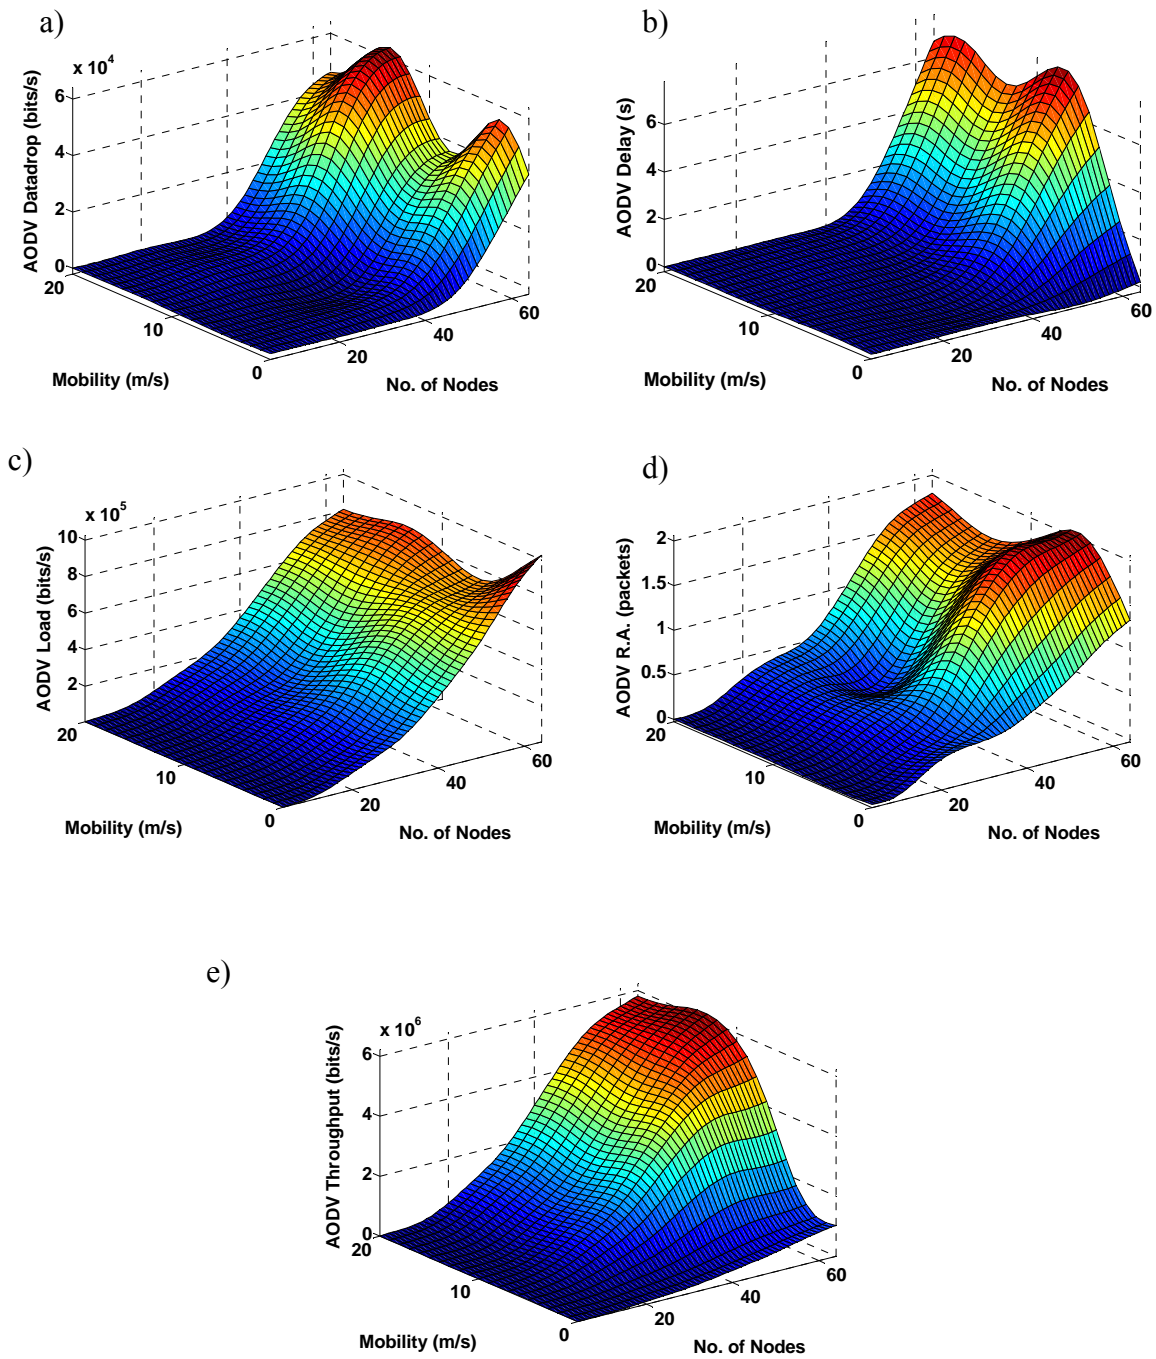 a)
x 10^4
6
4
2
0
AODV Datadrop (bits/s)
20
10
0
Mobility (m/s)
20
40
60
No. of Nodes
b)
6
4
2
0
AODV Delay (s)
20
10
0
Mobility (m/s)
20
40
60
No. of Nodes
c)
x 10^5
10
8
6
4
2
AODV Load (bits/s)
20
10
0
Mobility (m/s)
20
40
60
No. of Nodes
d)
2
1.5
1
0.5
0
AODV R.A. (packets)
20
10
0
Mobility (m/s)
20
40
60
No. of Nodes
e)
x 10^6
6
4
2
0
AODV Throughput (bits/s)
20
10
0
Mobility (m/s)
20
40
60
No. of Nodes